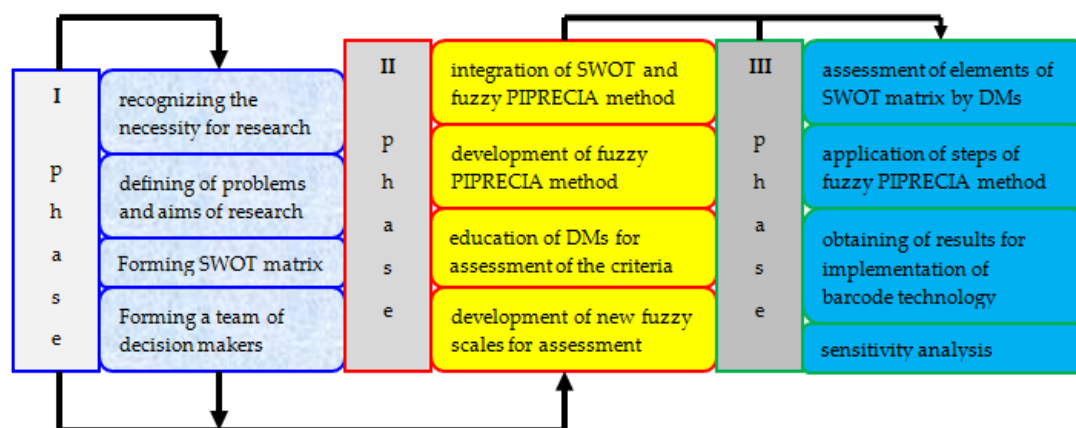 I
p
h
a
s
e
recognizing the
necessity for research
defining of problems
and aims of research
Forming SWOT matrix
Forming a team of
decision makers
II
p
h
a
s
e
integration of SWOT and
fuzzy PIPRECIA method
development of fuzzy
PIPRECIA method
education of DMs for
assessment of the criteria
development of new fuzzy
scales for assessment
III
p
h
a
s
e
assessment of elements of
SWOT matrix by DMs
application of steps of
fuzzy PIPRECIA method
obtaining of results for
implementation of
barcode technology
sensitivity analysis